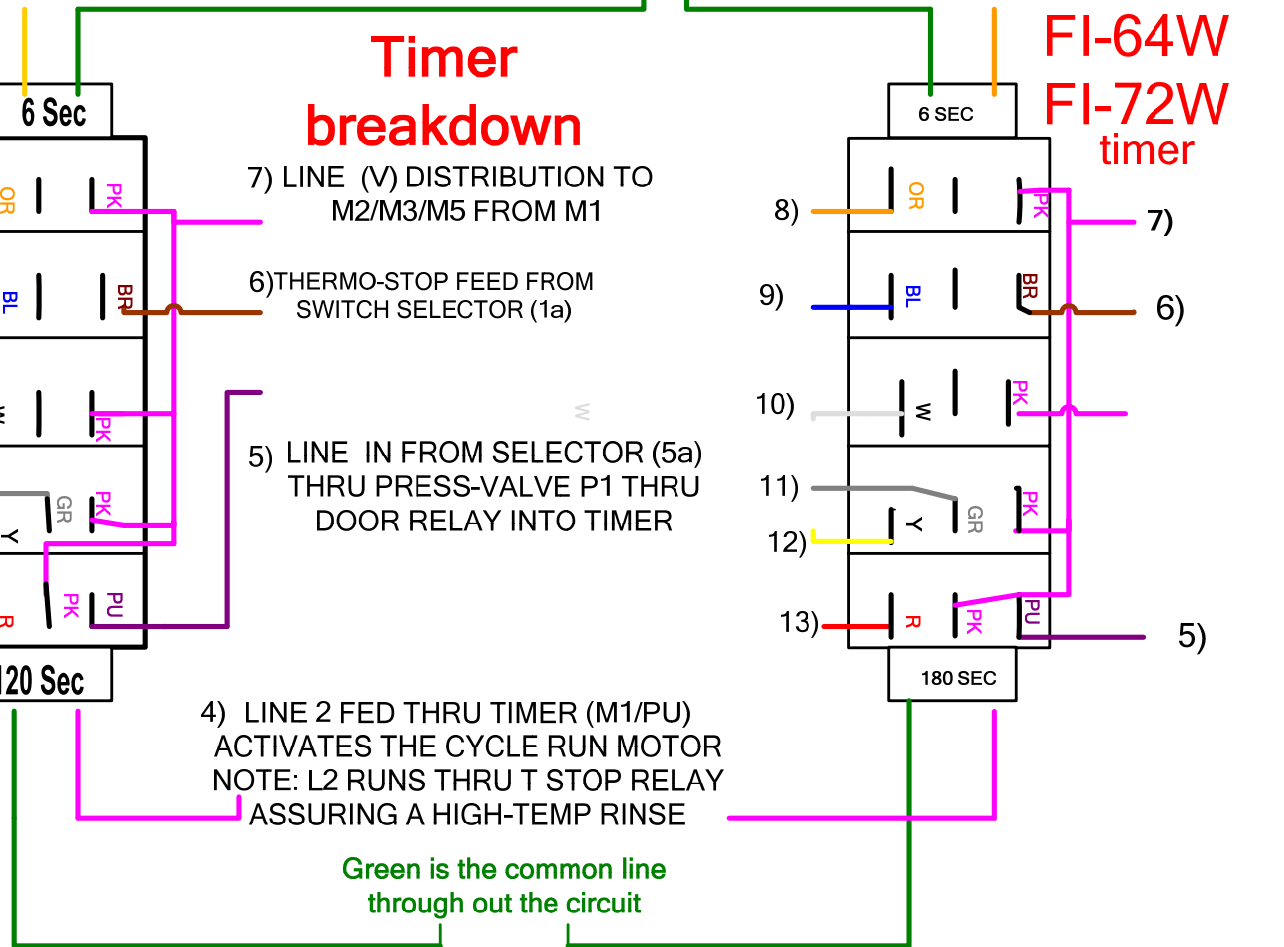 Timer
breakdown
FI-64W
FI-72W
timer
6 Sec
OR
PK
BL
BR
W
PK
GR
PK
Y
R
PK
PU
120 Sec
7) LINE (V) DISTRIBUTION TO
M2/M3/M5 FROM M1
6)THERMO-STOP FEED FROM
SWITCH SELECTOR (1a)
W
5) LINE IN FROM SELECTOR (5a)
THRU PRESS-VALVE P1 THRU
DOOR RELAY INTO TIMER
4) LINE 2 FED THRU TIMER (M1/PU)
ACTIVATES THE CYCLE RUN MOTOR
NOTE: L2 RUNS THRU T STOP RELAY
ASSURING A HIGH-TEMP RINSE
Green is the common line
through out the circuit
6 SEC
8)
OR
PK
7)
9)
BL
BR
6)
10)
W
PK
11)
GR
PK
12)
Y
13)
R
PK
PU
5)
180 SEC